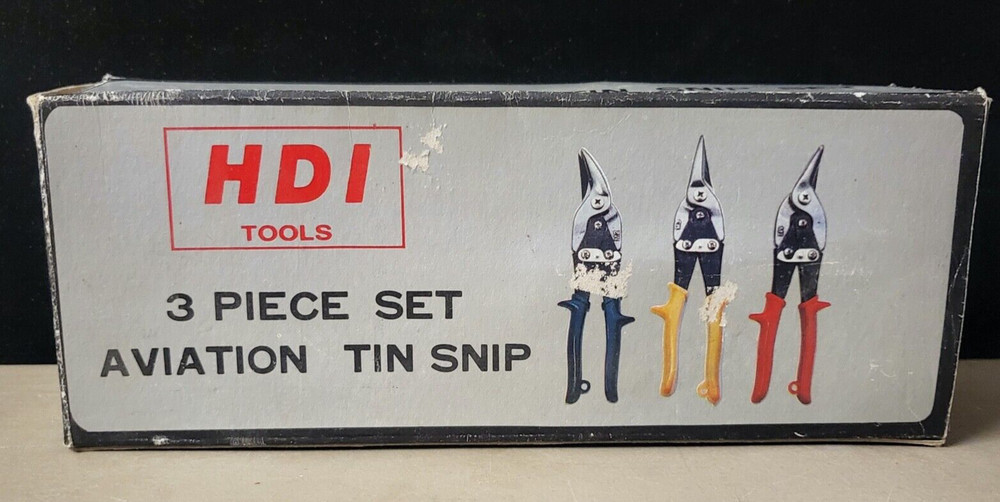 HDI
TOOLS
3 PIECE SET
AVIATION TIN SNIP